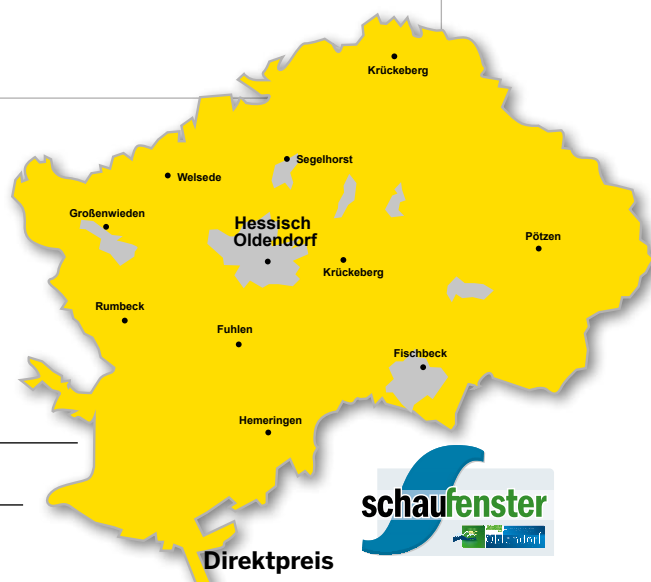 Krückeberg
Segelhorst
Welsede
Großenwieden
Hessisch
Oldendorf
Pötzen
Krückeberg
Rumbeck
Fuhlen
Fischbeck
Hemeringen
schaufenster
Direktpreis